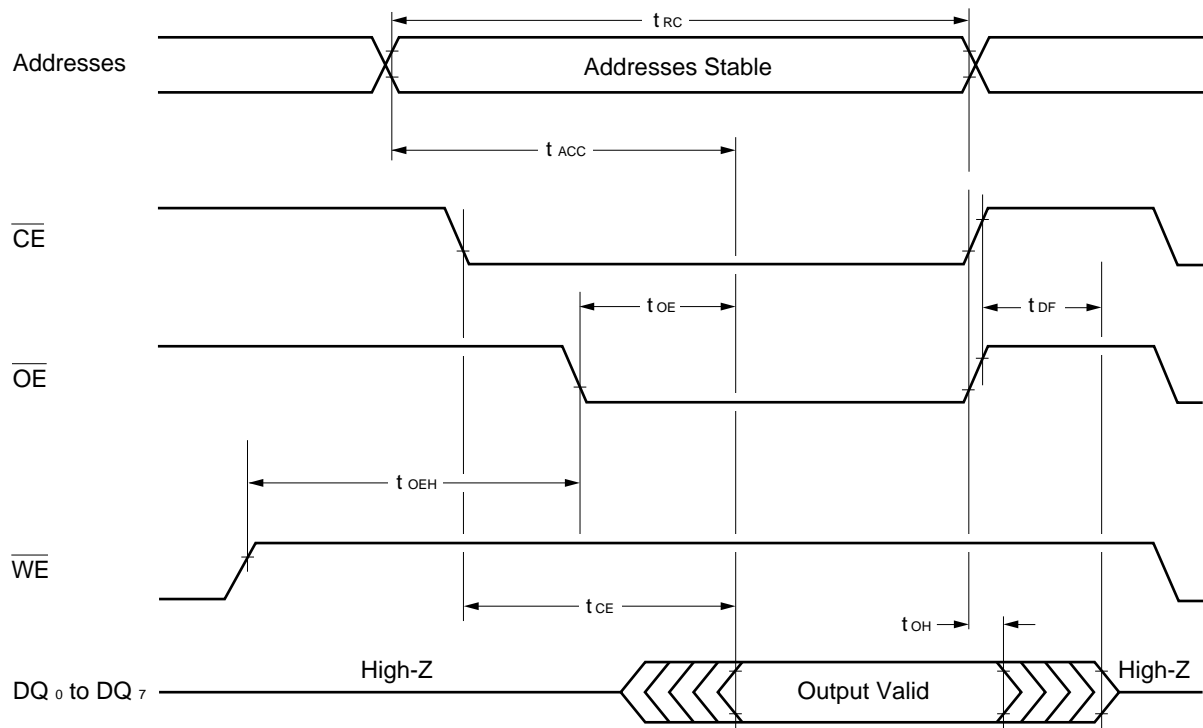 t RC
Addresses
Addresses Stable
t ACC
CE
t OE
t DF
OE
t OEH
WE
t CE
t OH
High-Z
High-Z
DQ 0 to DQ 7
Output Valid